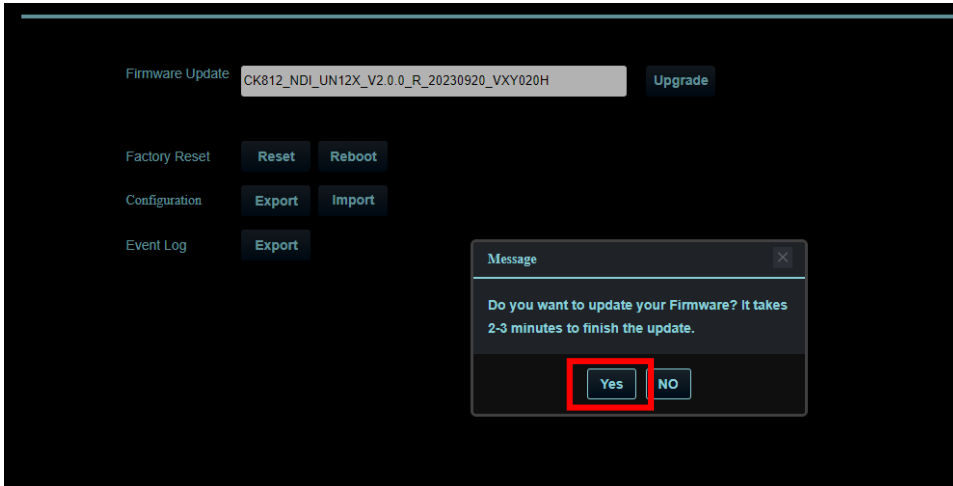 Firmware Update CK812_NDI_UN12X_V2.0.0_R_20230920_VXY020H Upgrade
Factory Reset Reset Reboot
Configuration Export Import
Event Log Export
Message
Do you want to update your Firmware? It takes
2-3 minutes to finish the update.
Yes NO